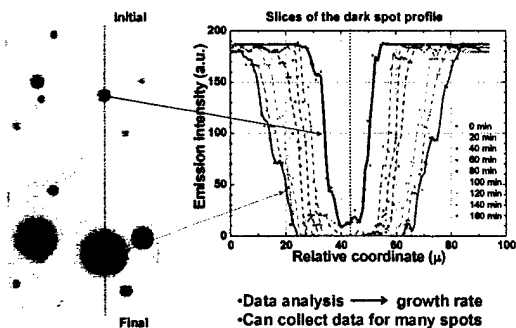 Initial
Final
Slices of the dark spot profile
Emission intensity (a.u.)
200
150
100
50
0
0 20 40 60 80 100
Relative coordinate (µ)
0 min
20 min
40 min
60 min
80 min
100 min
120 min
140 min
180 min
•Data analysis → growth rate
•Can collect data for many spots